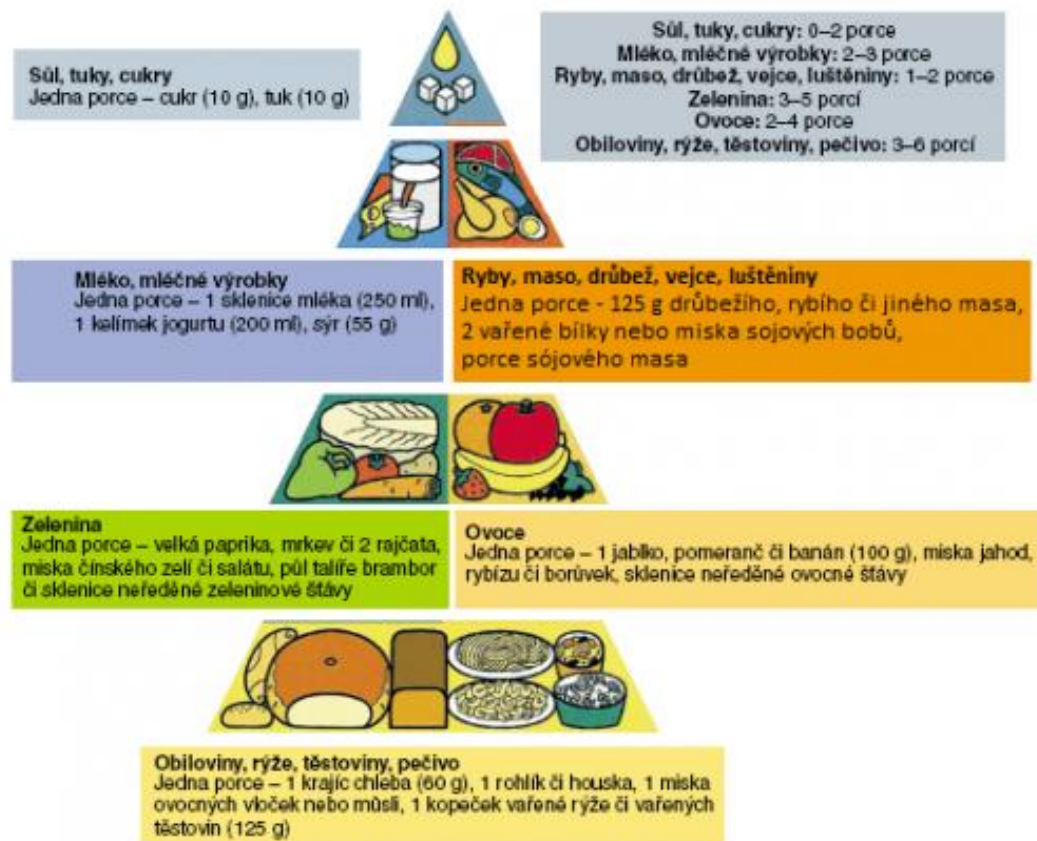 Sůl, tuky, cukry
Jedna porce – cukr (10 g), tuk (10 g)
Sůl, tuky, cukry: 0–2 porce
Mléko, mléčné výrobky: 2–3 porce
Ryby, maso, drůbež, vejce, luštěniny: 1–2 porce
Zelenina: 3–5 porcí
Ovoce: 2–4 porce
Obiloviny, rýže, těstoviny, pečivo: 3–6 porcí
Mléko, mléčné výrobky
Jedna porce – 1 sklenice mléka (250 ml),
1 kelímek jogurtu (200 ml), sýr (55 g)
Ryby, maso, drůbež, vejce, luštěniny
Jedna porce - 125 g drůbežího, rybího či jiného masa,
2 vařené bílky nebo miska sojových bobů,
porce sójového masa
Zelenina
Jedna porce – velká paprika, mrkev či 2 rajčata,
miska čínského zelí či salátu, půl talíře brambor
či sklenice neředěné zeleninové šťávy
Ovoce
Jedna porce – 1 jablko, pomeranč či banán (100 g), miska jahod,
rybízu či borůvek, sklenice neředěné ovocné šťávy
Obiloviny, rýže, těstoviny, pečivo
Jedna porce – 1 krajíc chleba (60 g), 1 rohlík či houska, 1 miska
ovocných vloček nebo müsli, 1 kopeček vařené rýže či vařených
těstovin (125 g)